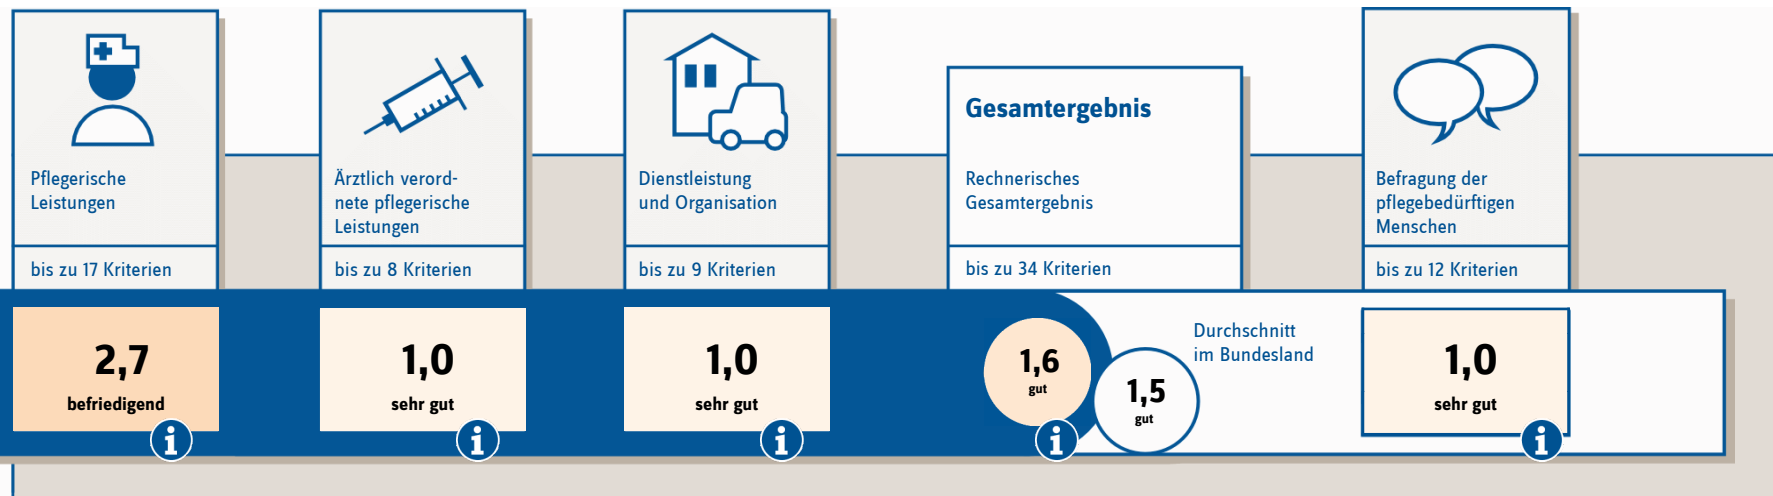 Pflegerische
Leistungen
bis zu 17 Kriterien
2,7
befriedigend
i
Ärztlich verord-
nete pflegerische
Leistungen
bis zu 8 Kriterien
1,0
sehr gut
i
Dienstleistung
und Organisation
bis zu 9 Kriterien
1,0
sehr gut
i
Gesamtergebnis
Rechnerisches
Gesamtergebnis
bis zu 34 Kriterien
1,6
gut
i
1,5
gut
Durchschnitt
im Bundesland
Befragung der
pflegebedürftigen
Menschen
bis zu 12 Kriterien
1,0
sehr gut
i